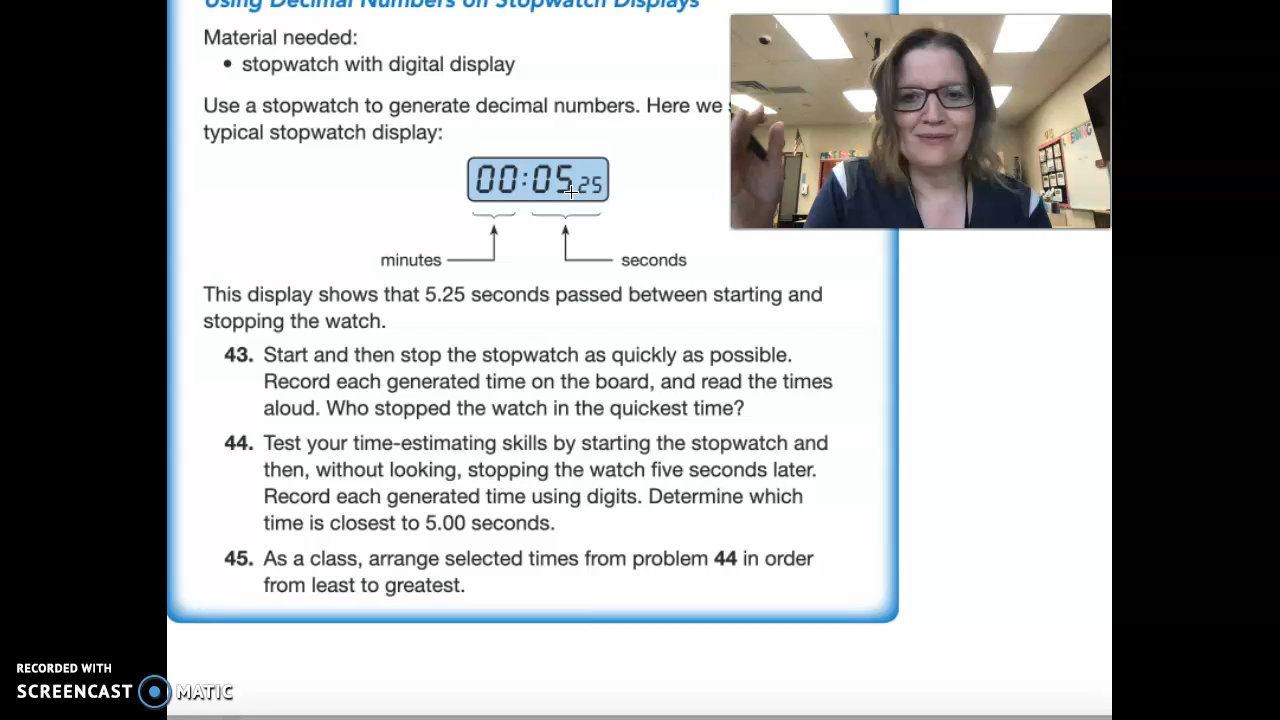 Using Decimal Numbers on Stopwatch Displays
Material needed:
• stopwatch with digital display
Use a stopwatch to generate decimal numbers. Here we
typical stopwatch display:
00:05.25
minutes
seconds
This display shows that 5.25 seconds passed between starting and
stopping the watch.
43. Start and then stop the stopwatch as quickly as possible.
Record each generated time on the board, and read the times
aloud. Who stopped the watch in the quickest time?
44. Test your time-estimating skills by starting the stopwatch and
then, without looking, stopping the watch five seconds later.
Record each generated time using digits. Determine which
time is closest to 5.00 seconds.
45. As a class, arrange selected times from problem 44 in order
from least to greatest.
RECORDED WITH
SCREENCAST MATIC